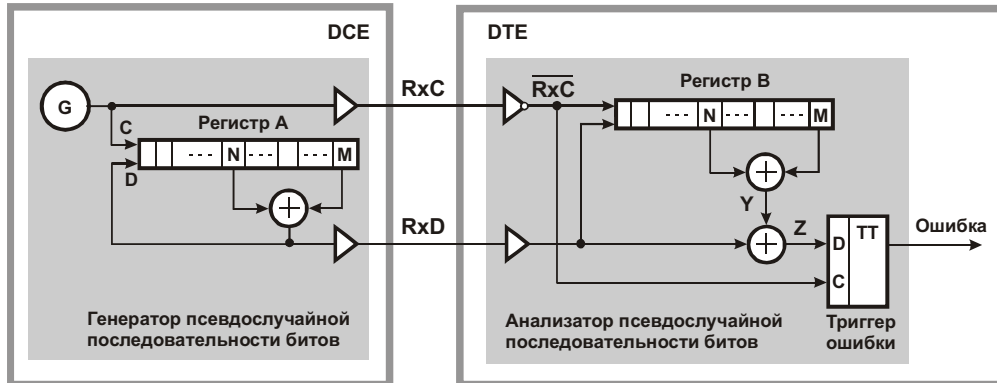 DCE
DTE
G
C
Регистр А
D
N
M
RxC
RxD
RxC
Регистр В
N
M
Y
Z
D
TT
C
Ошибка
Генератор псевдослучайной
последовательности битов
Анализатор псевдослучайной
последовательности битов
Триггер
ошибки